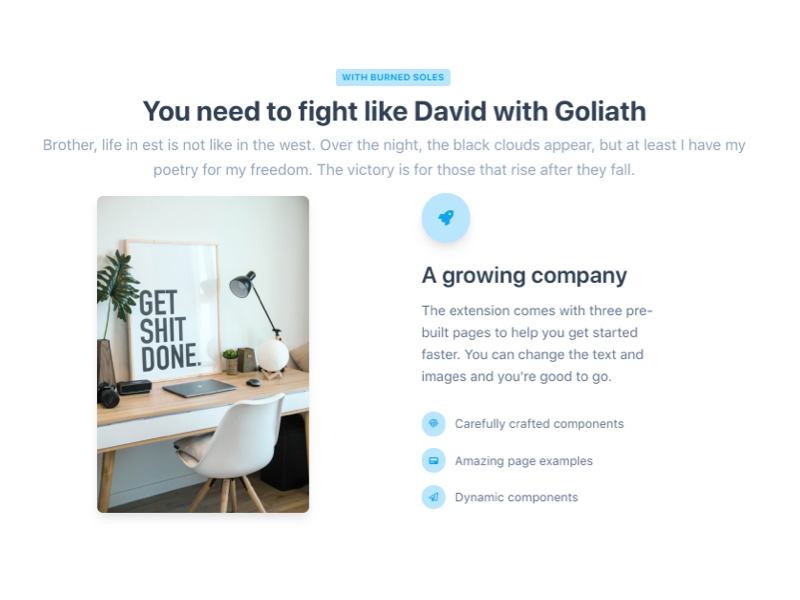 WITH BURNED SOLES
You need to fight like David with Goliath
Brother, life in est is not like in the west. Over the night, the black clouds appear, but at least I have my
poetry for my freedom. The victory is for those that rise after they fall.
GET
SHIT
DONE.
A growing company
The extension comes with three pre-
built pages to help you get started
faster. You can change the text and
images and you're good to go.
Carefully crafted components
Amazing page examples
Dynamic components